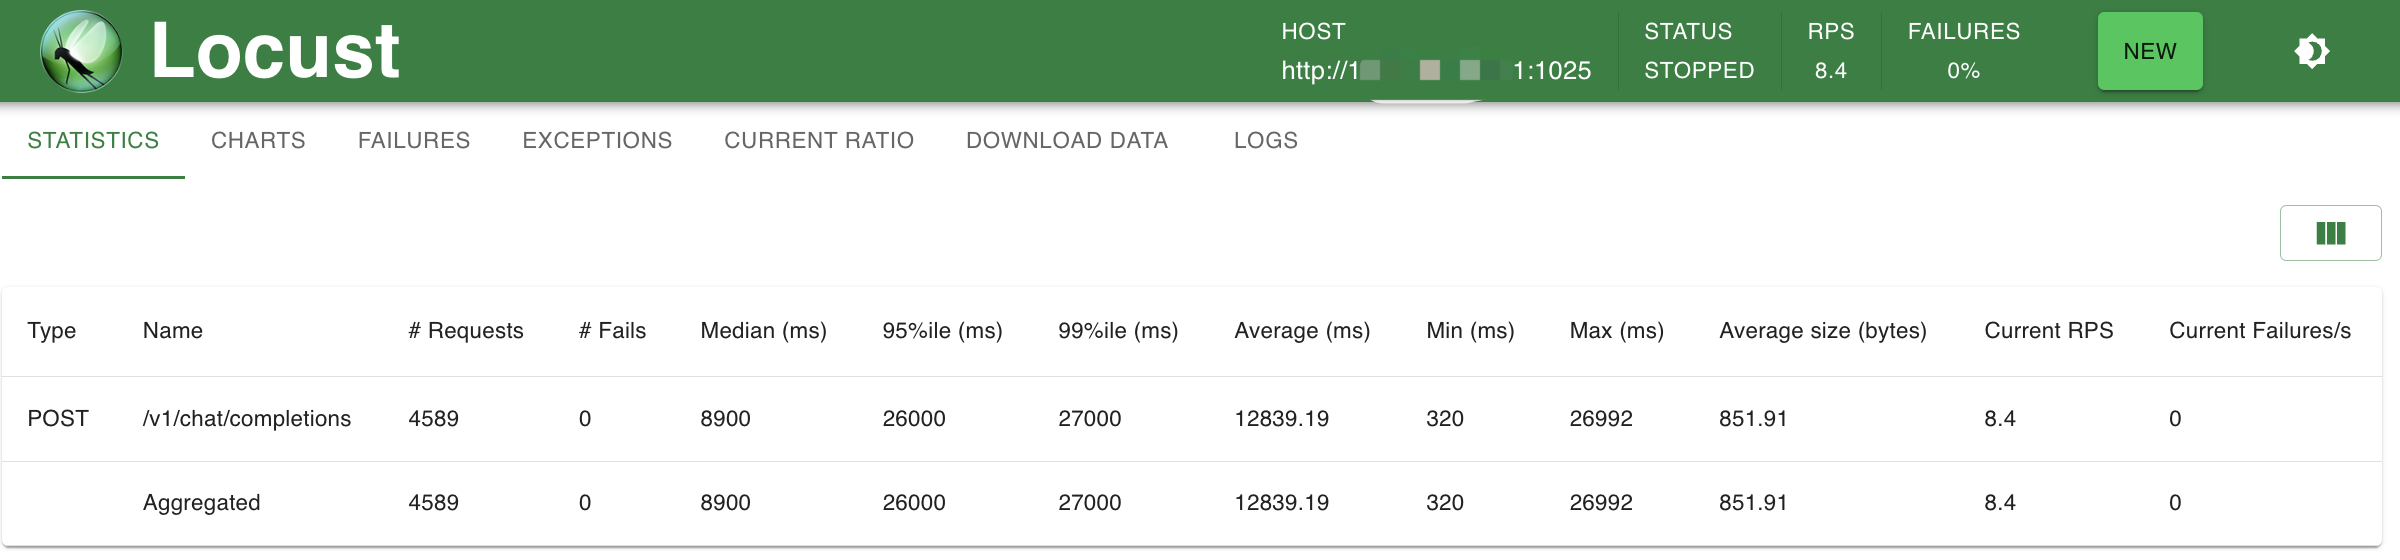 Locust
HOST
http://1 1:1025
STATUS
STOPPED
RPS
8.4
FAILURES
0%
NEW
STATISTICS CHARTS FAILURES EXCEPTIONS CURRENT RATIO DOWNLOAD DATA LOGS
Type Name # Requests # Fails Median (ms) 95%ile (ms) 99%ile (ms) Average (ms) Min (ms) Max (ms) Average size (bytes) Current RPS Current Failures/s
POST /v1/chat/completions 4589 0 8900 26000 27000 12839.19 320 26992 851.91 8.4 0
Aggregated 4589 0 8900 26000 27000 12839.19 320 26992 851.91 8.4 0